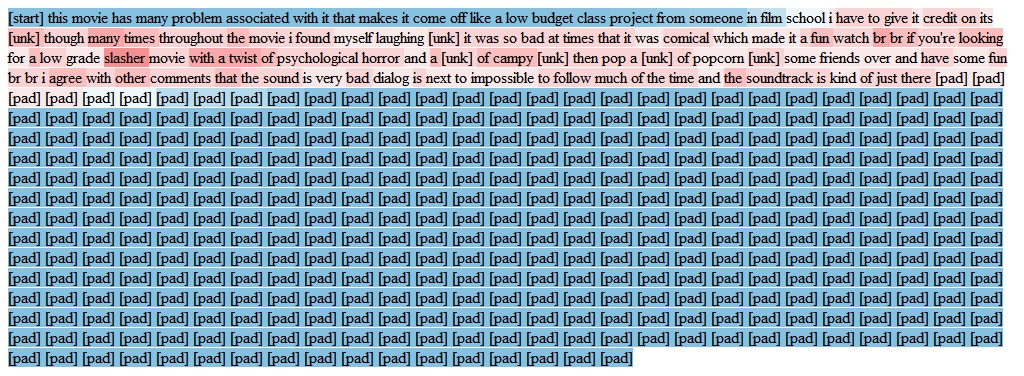 [start] this movie has many problem associated with it that makes it come off like a low budget class project from someone in film school i have to give it credit on its
[unk] though many times throughout the movie i found myself laughing [unk] it was so bad at times that it was comical which made it a fun watch br br if you're looking
for a low grade slasher movie with a twist of psychological horror and a [unk] of campy [unk] then pop a [unk] of popcorn [unk] some friends over and have some fun
br br i agree with other comments that the sound is very bad dialog is next to impossible to follow much of the time and the soundtrack is kind of just there [pad] [pad]
[pad] [pad] [pad] [pad] [pad] [pad] [pad] [pad] [pad] [pad] [pad] [pad] [pad] [pad] [pad] [pad] [pad] [pad] [pad] [pad] [pad] [pad] [pad] [pad] [pad] [pad] [pad]
[pad] [pad] [pad] [pad] [pad] [pad] [pad] [pad] [pad] [pad] [pad] [pad] [pad] [pad] [pad] [pad] [pad] [pad] [pad] [pad] [pad] [pad] [pad] [pad] [pad] [pad] [pad]
[pad] [pad] [pad] [pad] [pad] [pad] [pad] [pad] [pad] [pad] [pad] [pad] [pad] [pad] [pad] [pad] [pad] [pad] [pad] [pad] [pad] [pad] [pad] [pad] [pad] [pad] [pad]
[pad] [pad] [pad] [pad] [pad] [pad] [pad] [pad] [pad] [pad] [pad] [pad] [pad] [pad] [pad] [pad] [pad] [pad] [pad] [pad] [pad] [pad] [pad] [pad] [pad] [pad] [pad]
[pad] [pad] [pad] [pad] [pad] [pad] [pad] [pad] [pad] [pad] [pad] [pad] [pad] [pad] [pad] [pad] [pad] [pad] [pad] [pad] [pad] [pad] [pad] [pad] [pad] [pad] [pad]
[pad] [pad] [pad] [pad] [pad] [pad] [pad] [pad] [pad] [pad] [pad] [pad] [pad] [pad] [pad] [pad] [pad] [pad] [pad] [pad] [pad] [pad] [pad] [pad] [pad] [pad] [pad]
[pad] [pad] [pad] [pad] [pad] [pad] [pad] [pad] [pad] [pad] [pad] [pad] [pad] [pad] [pad] [pad] [pad] [pad] [pad] [pad] [pad] [pad] [pad] [pad] [pad] [pad] [pad]
[pad] [pad] [pad] [pad] [pad] [pad] [pad] [pad] [pad] [pad] [pad] [pad] [pad] [pad] [pad] [pad] [pad] [pad] [pad] [pad] [pad] [pad] [pad] [pad] [pad] [pad] [pad]
[pad] [pad] [pad] [pad] [pad] [pad] [pad] [pad] [pad] [pad] [pad] [pad] [pad] [pad] [pad] [pad] [pad] [pad] [pad] [pad] [pad] [pad] [pad] [pad] [pad] [pad] [pad]
[pad] [pad] [pad] [pad] [pad] [pad] [pad] [pad] [pad] [pad] [pad] [pad] [pad] [pad] [pad] [pad] [pad] [pad] [pad] [pad] [pad] [pad] [pad] [pad] [pad] [pad] [pad]
[pad] [pad] [pad] [pad] [pad] [pad] [pad] [pad] [pad] [pad] [pad] [pad] [pad] [pad] [pad] [pad] [pad] [pad] [pad] [pad] [pad] [pad] [pad] [pad] [pad] [pad] [pad]
[pad] [pad] [pad] [pad] [pad] [pad] [pad] [pad] [pad] [pad] [pad] [pad] [pad] [pad] [pad] [pad] [pad] [pad] [pad] [pad] [pad] [pad] [pad] [pad] [pad] [pad] [pad]
[pad] [pad] [pad] [pad] [pad] [pad] [pad] [pad] [pad] [pad] [pad] [pad] [pad] [pad] [pad] [pad] [pad] [pad] [pad] [pad] [pad] [pad] [pad] [pad] [pad] [pad] [pad]
[pad] [pad] [pad] [pad] [pad] [pad] [pad] [pad] [pad] [pad] [pad] [pad] [pad] [pad] [pad] [pad] [pad]